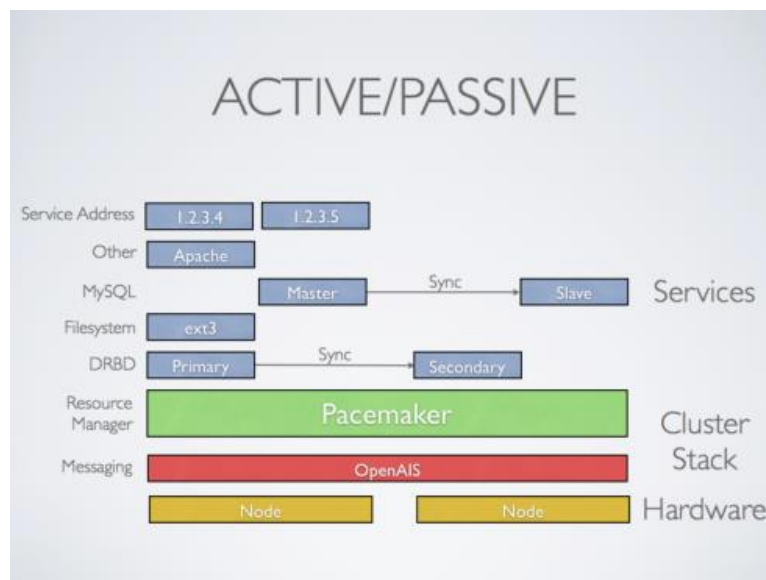 ACTIVE/PASSIVE
Service Address 1.2.3.4 1.2.3.5
Other Apache
MySQL Master Sync Slave Services
Filesystem ext3
DRBD Primary Sync Secondary
Resource
Manager Pacemaker
Cluster
Stack
Messaging OpenAIS
Node Node Hardware